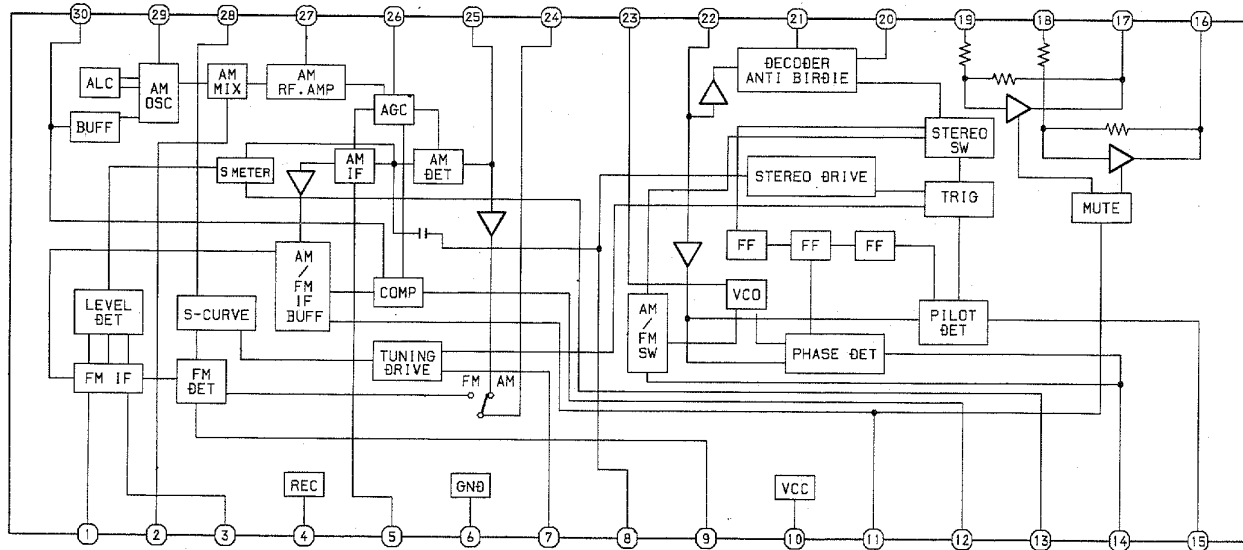 30 29 28 27 26 25 24 23 22 21 20 19 18 17 16
ALC
AM
OSC
AM
MIX
AM
RF.AMP
AGC
BUFF
S METER
AM
IF
AM
DET
DECODER
ANTI BIRDIE
STEREO
SW
STEREO DRIVE
TRIG
MUTE
FF FF FF
LEVEL
DET
S-CURVE
AM
/
FM
IF
BUFF
COMP
VCO
AM
/
FM
SW
PILOT
DET
PHASE DET
FM IF
FM
DET
TUNING
DRIVE
FM AM
REC
GND
VCC
1 2 3 4 5 6 7 8 9 10 11 12 13 14 15